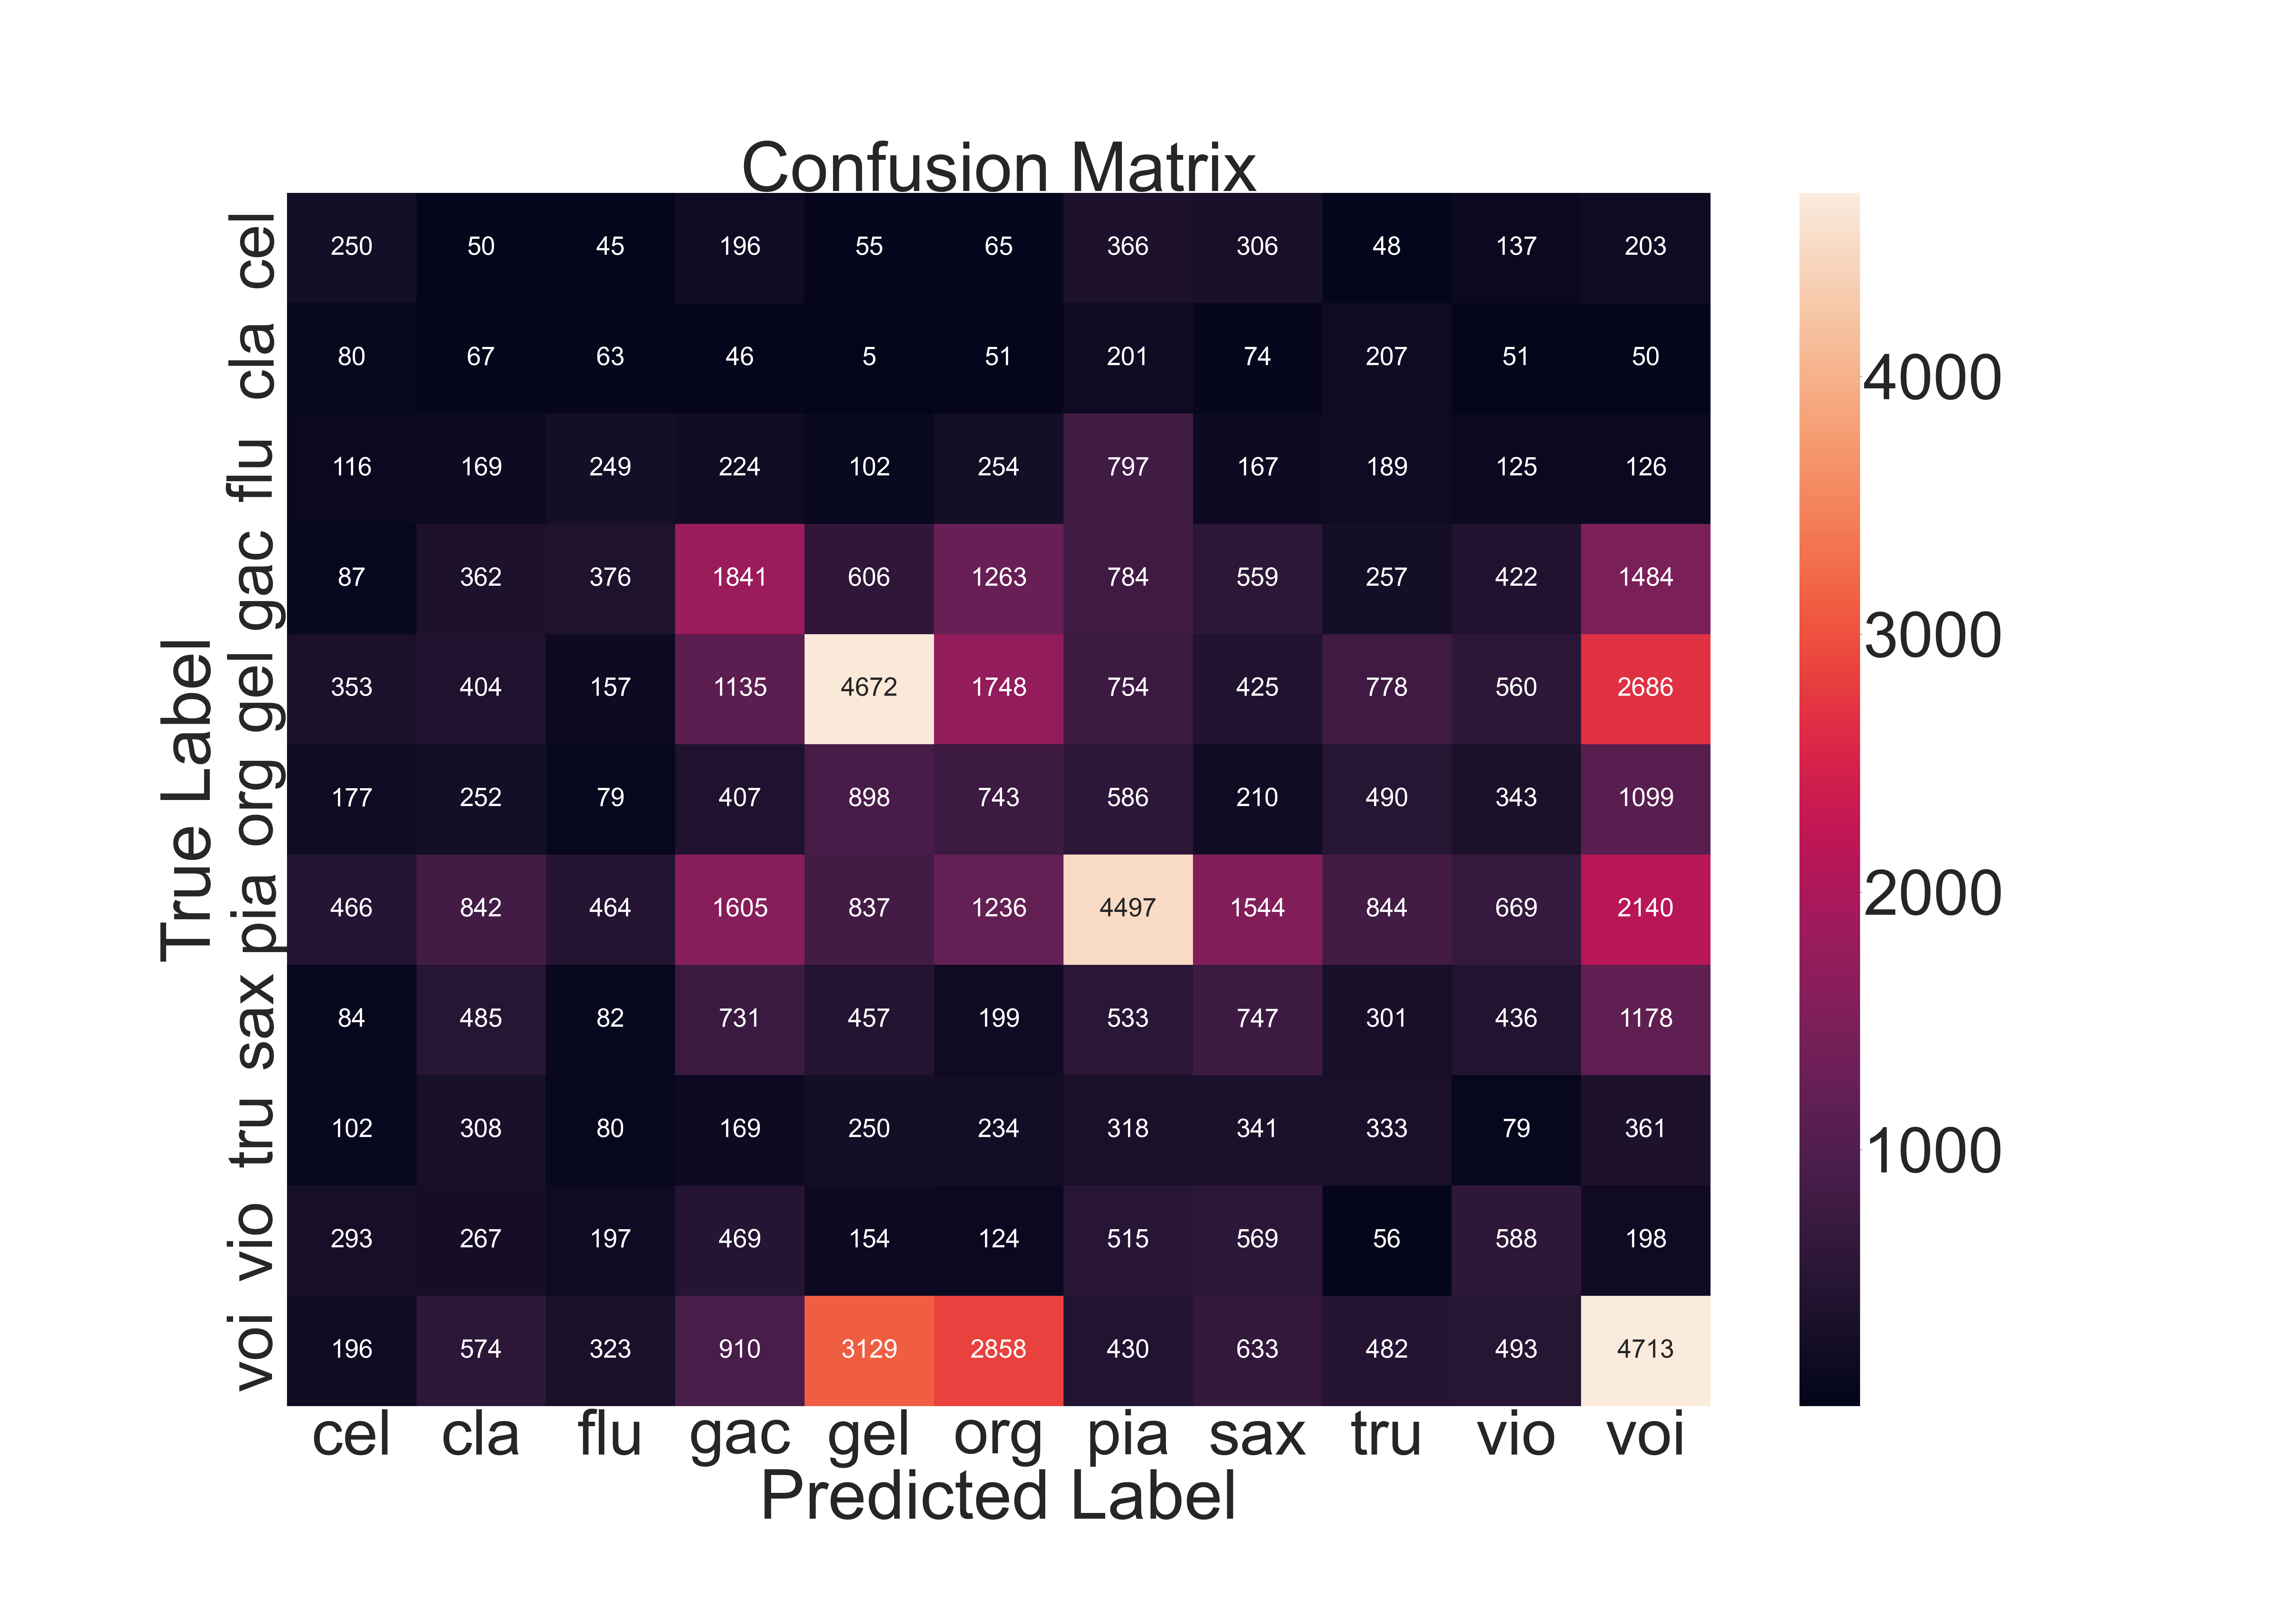 Confusion Matrix
cel 250 50 45 196 55 65 366 306 48 137 203
cla 80 67 63 46 5 51 201 74 207 51 50
flu 116 169 249 224 102 254 797 167 189 125 126
gac 87 362 376 1841 606 1263 784 559 257 422 1484
gel 353 404 157 1135 4672 1748 754 425 778 560 2686
org 177 252 79 407 898 743 586 210 490 343 1099
pia 466 842 464 1605 837 1236 4497 1544 844 669 2140
sax 84 485 82 731 457 199 533 747 301 436 1178
tru 102 308 80 169 250 234 318 341 333 79 361
vio 293 267 197 469 154 124 515 569 56 588 198
voi 196 574 323 910 3129 2858 430 633 482 493 4713
cel cla flu gac gel org pia sax tru vio voi
Predicted Label
True Label
4000
3000
2000
1000